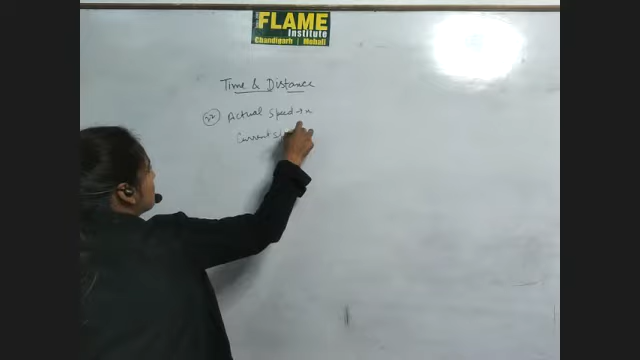 FLAME
Institute
Chandigarh | Mohali
Time & Distance
Actual Speed → x
Current